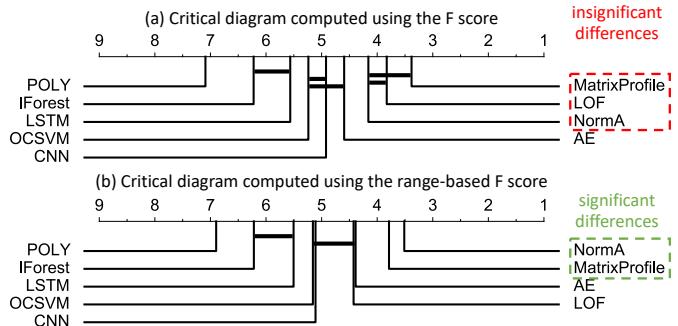 (a) Critical diagram computed using the F score
insignificant
differences
9 8 7 6 5 4 3 2 1
POLY MatrixProfile
IForest LOF
LSTM NormA
OCSVM AE
CNN
(b) Critical diagram computed using the range-based F score
significant
differences
9 8 7 6 5 4 3 2 1
POLY NormA
IForest MatrixProfile
LSTM AE
OCSVM LOF
CNN